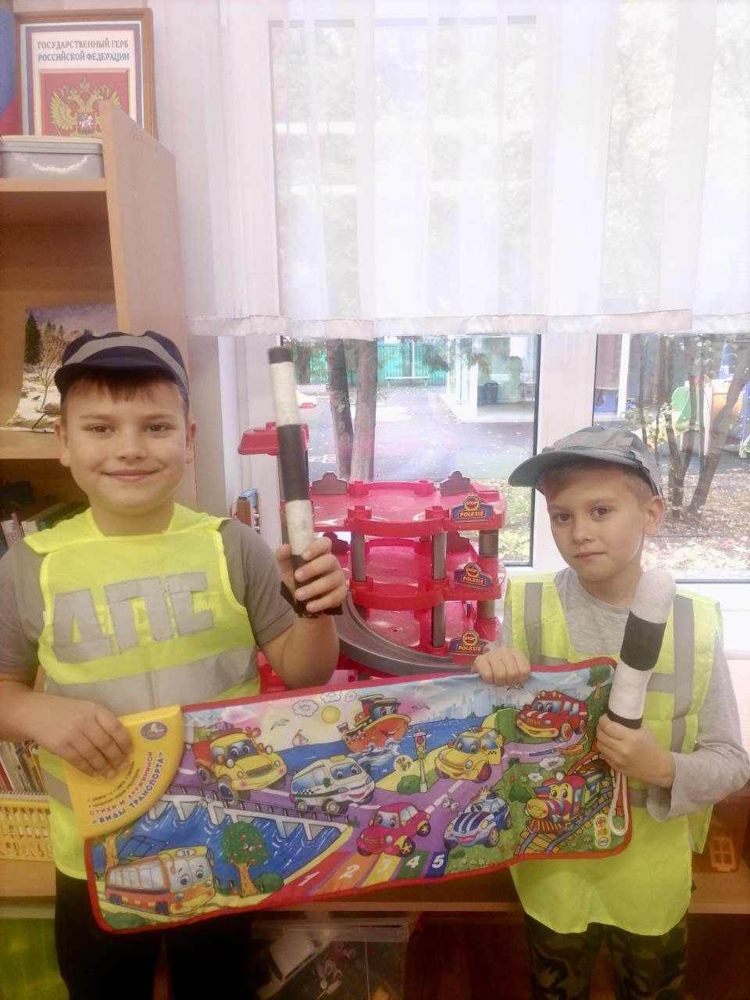 ГОСУДАРСТВЕННЫЙ ГЕРБ
РОССИЙСКОЙ ФЕДЕРАЦИИ
STOP
POLESIE
STOP
POLESIE
STOP
POLESIE
ДПС
СТИХИ М. ДРУЖИНИНОЙ
«ВИДЫ ТРАНСПОРТА»
35
1 2 3 4 5